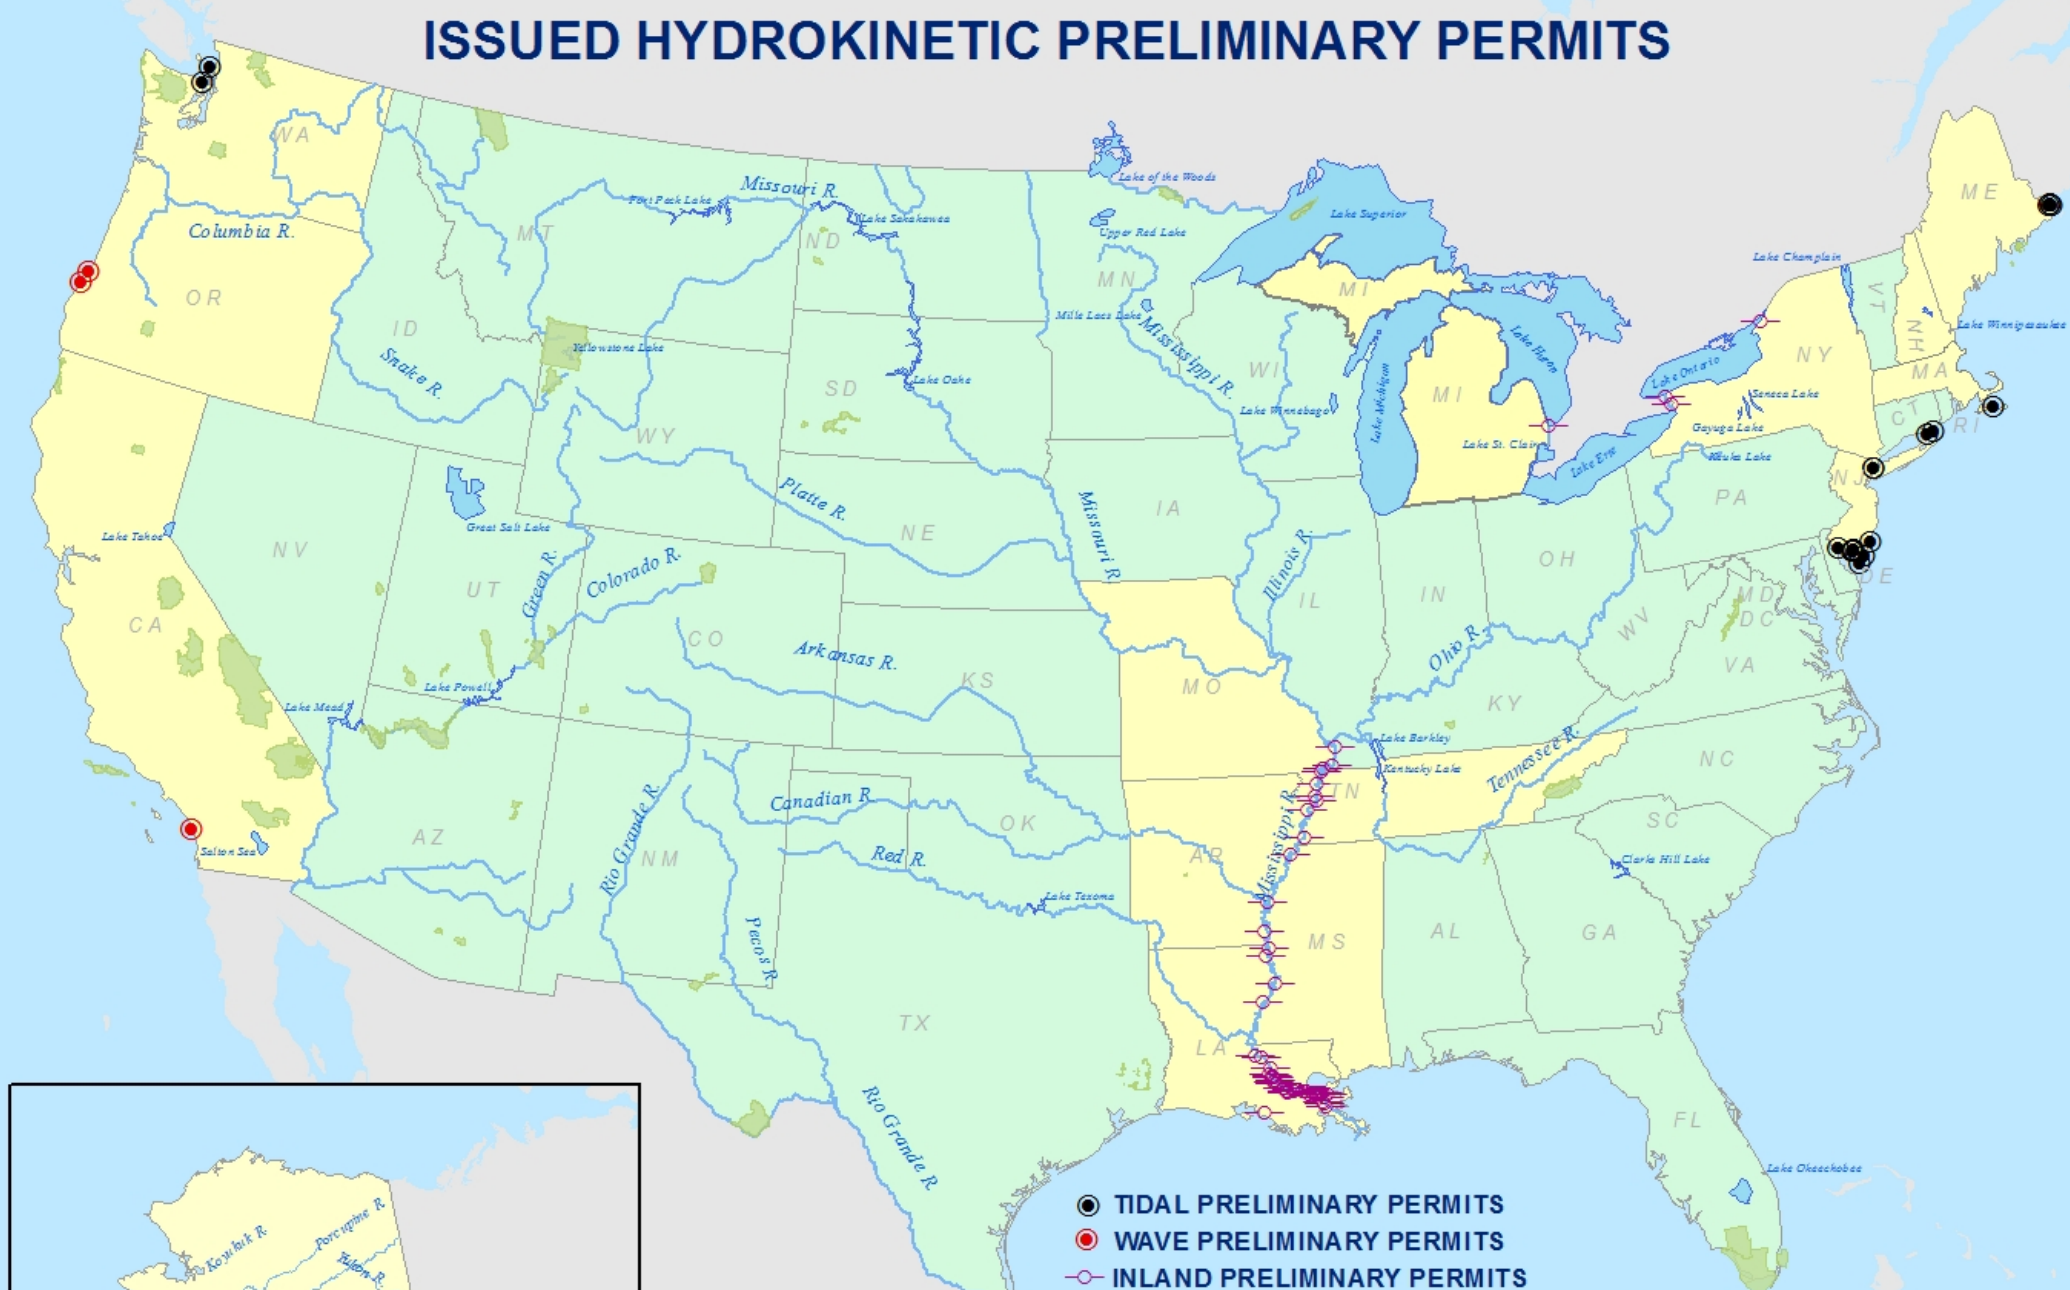 ISSUED HYDROKINETIC PRELIMINARY PERMITS
WA
Columbia R.
OR
ID
Snake R.
MT
Fort Peck Lake
Missouri R.
Lake Sakakawea
ND
Yellowstone Lake
WY
SD
Lake Oahe
Lake of the Woods
Upper Red Lake
MN
Mille Lacs Lake
Mississippi R.
WI
Lake Winnebago
Lake Superior
MI
Lake Michigan
Lake Huron
MI
Lake St. Clair
Lake Erie
Lake Ontario
Lake Champlain
VT
NH
ME
Lake Winnipesaukee
NY
MA
Seneca Lake
Cayuga Lake
Keuka Lake
CT
RI
NJ
PA
Lake Tahoe
NV
CA
Great Salt Lake
UT
Green R.
Colorado R.
Platte R.
NE
Missouri R.
IA
Illinois R.
IL
IN
OH
WV
MD
DC
DE
VA
Ohio R.
KY
CO
Arkansas R.
KS
MO
Lake Powell
Lake Mead
Lake Barkley
Kentucky Lake
Tennessee R.
TN
NC
SC
Clarks Hill Lake
Salton Sea
AZ
NM
Rio Grande R.
Canadian R.
OK
Red R.
Lake Texoma
Pecos R.
AR
Mississippi R.
MS
AL
GA
TX
LA
FL
Lake Okeechobee
Rio Grande R.
Koyukuk R.
Porcupine R.
Yukon R.
TIDAL PRELIMINARY PERMITS
WAVE PRELIMINARY PERMITS
INLAND PRELIMINARY PERMITS